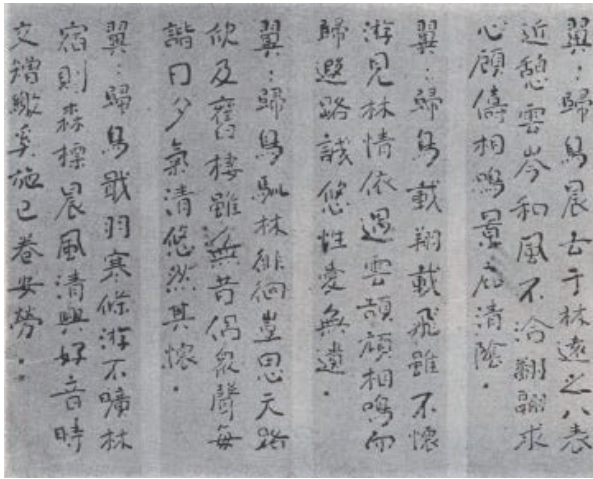 翼:歸鳥晨去于林遠之八表
近憩雲岑和風不洽翻翮求
心顧儔相鳴景庇清陰.
翼:歸鳥載翔載飛雖不懷
游見林情依遇雲頡頏相鳴而
歸遐路誠悠性愛無遺.
翼:歸鳥馴林徘徊豈思天路
欣及舊棲雖無昔侶眾聲每
諧日夕氣清悠然其懷.
翼:歸鳥戢羽寒條游不曠林
宿則森標晨風清興好音時
交矰繳奚施已卷安勞.